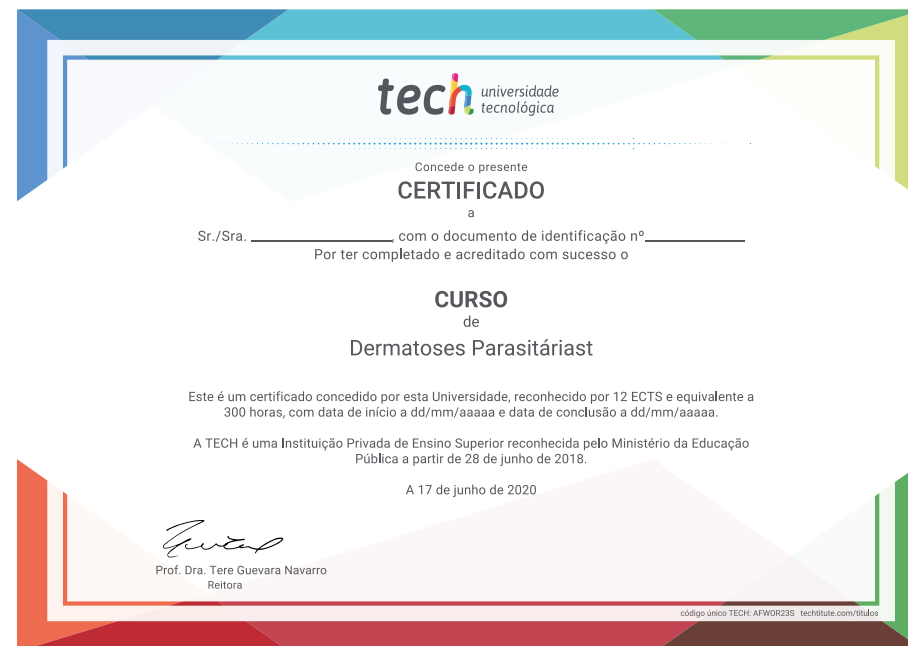 tech universidade
tecnológica
Concede o presente
CERTIFICADO
a
Sr./Sra. ________________, com o documento de identificação nº____________
Por ter completado e acreditado com sucesso o
CURSO
de
Dermatoses Parasitáriast
Este é um certificado concedido por esta Universidade, reconhecido por 12 ECTS e equivalente a
300 horas, com data de início a dd/mm/aaaaa e data de conclusão a dd/mm/aaaaa.
A TECH é uma Instituição Privada de Ensino Superior reconhecida pelo Ministério da Educação
Pública a partir de 28 de junho de 2018.
A 17 de junho de 2020
Prof. Dra. Tere Guevara Navarro
Reitora
código único TECH: AFWOR23S techtitute.com/titulos